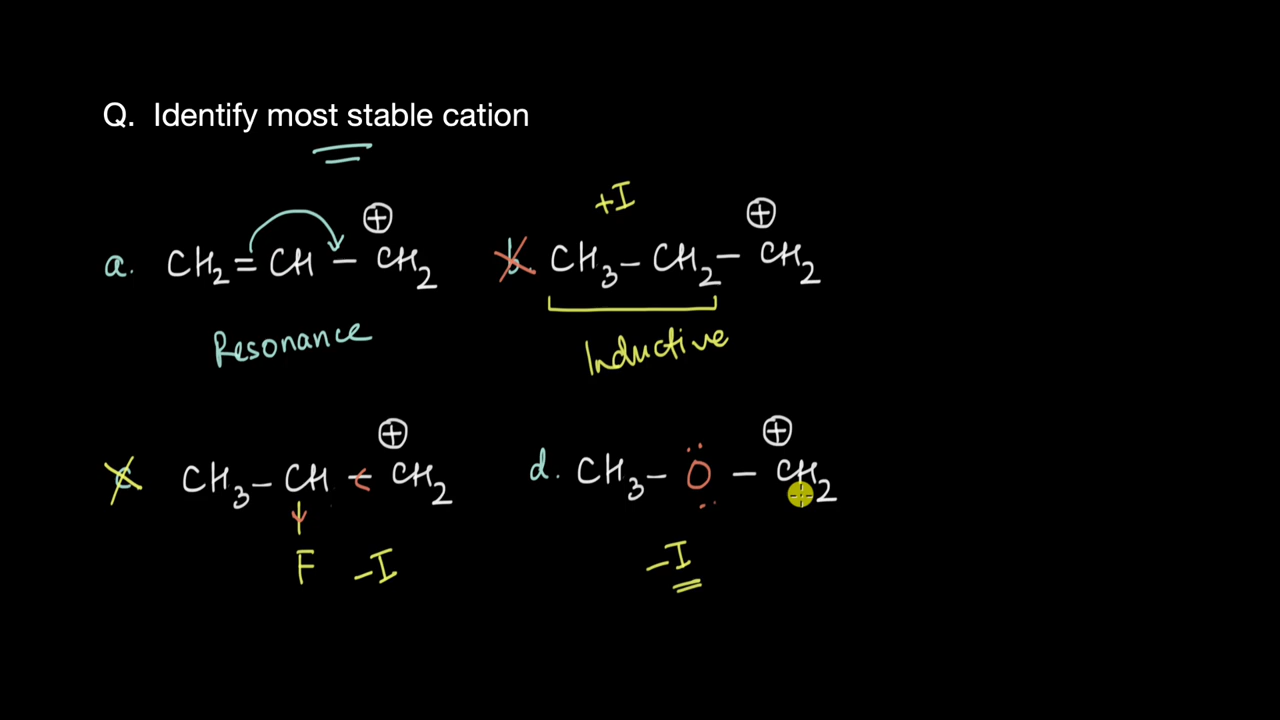 Q. Identify most stable cation
a. CH₂=CH–CH₂ ⊕
+I
b CH₃–CH₂–CH₂ ⊕
Resonance
Inductive
c CH₃–CH–CH₂ ⊕
F -I
d. CH₃–Ö–CH₂ ⊕
-I